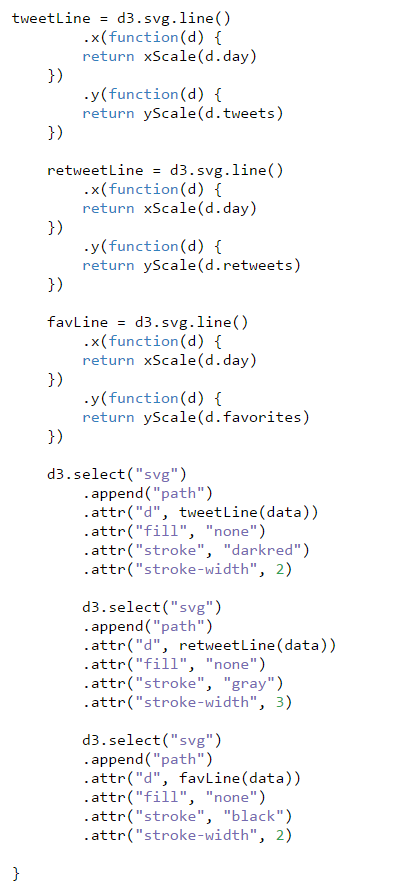 tweetLine = d3.svg.line()
        .x(function(d) {
        return xScale(d.day)
    })
        .y(function(d) {
        return yScale(d.tweets)
    })

    retweetLine = d3.svg.line()
        .x(function(d) {
        return xScale(d.day)
    })
        .y(function(d) {
        return yScale(d.retweets)
    })

    favLine = d3.svg.line()
        .x(function(d) {
        return xScale(d.day)
    })
        .y(function(d) {
        return yScale(d.favorites)
    })

    d3.select("svg")
        .append("path")
        .attr("d", tweetLine(data))
        .attr("fill", "none")
        .attr("stroke", "darkred")
        .attr("stroke-width", 2)

        d3.select("svg")
        .append("path")
        .attr("d", retweetLine(data))
        .attr("fill", "none")
        .attr("stroke", "gray")
        .attr("stroke-width", 3)

        d3.select("svg")
        .append("path")
        .attr("d", favLine(data))
        .attr("fill", "none")
        .attr("stroke", "black")
        .attr("stroke-width", 2)

}